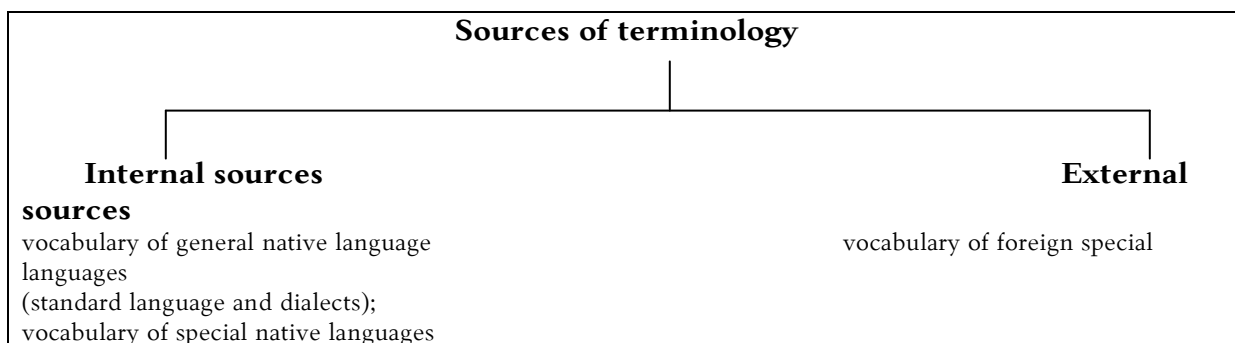 Sources of terminology
Internal sources External
sources
vocabulary of general native language vocabulary of foreign special
languages
(standard language and dialects);
vocabulary of special native languages